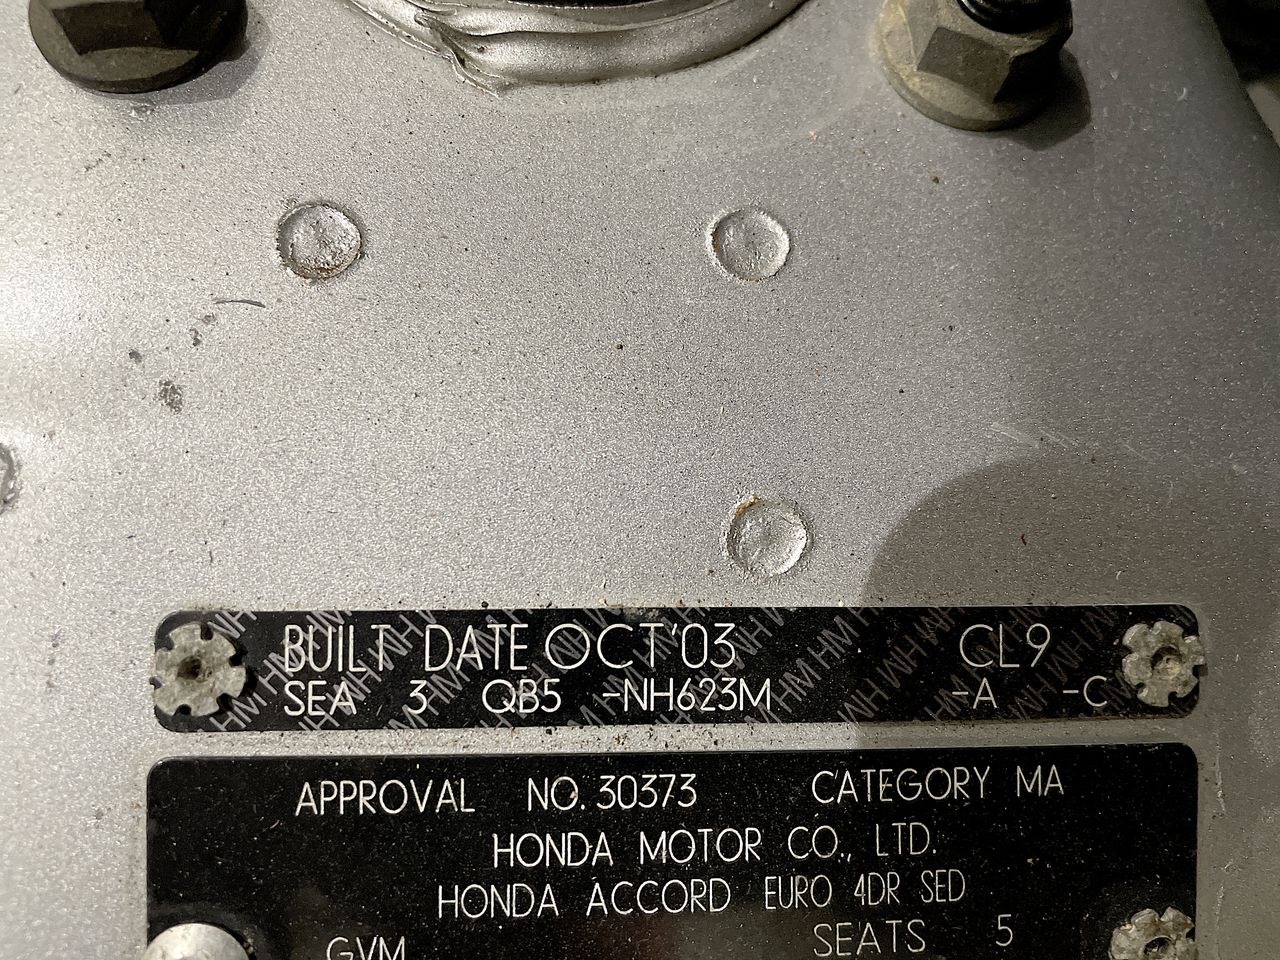 BUILT DATE OCT'03 CL9
SEA 3 QB5 -NH623M -A -C
APPROVAL NO. 30373 CATEGORY MA
HONDA MOTOR CO., LTD.
HONDA ACCORD EURO 4DR SED
GVM SEATS 5